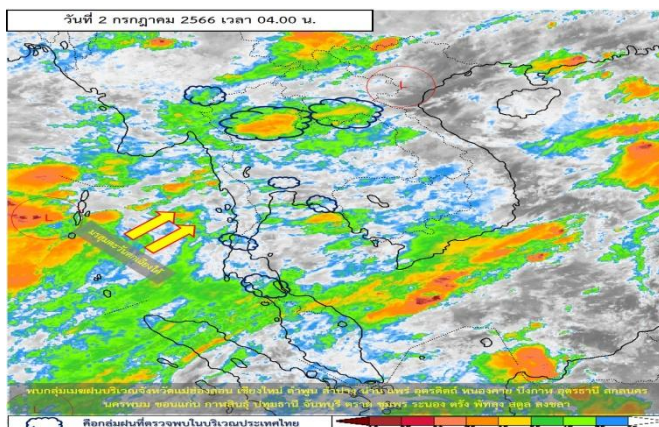 วันที่ 2 กรกฎาคม 2566 เวลา 04.00 น.
L
L
มรสุมตะวันตกเฉียงใต้
พบกลุ่มเมฆฝนบริเวณจังหวัดแม่ฮ่องสอน เชียงใหม่ ลำพูน ลำปาง น่าน แพร่ อุตรดิตถ์ หนองคาย บึงกาฬ อุดรธานี สกลนคร
นครพนม ขอนแก่น กาฬสินธุ์ ปทุมธานี จันทบุรี ตราด ชุมพร ระนอง ตรัง พัทลุง สตูล สงขลา
คือกลุ่มฝนที่ตรวจพบในบริเวณประเทศไทย